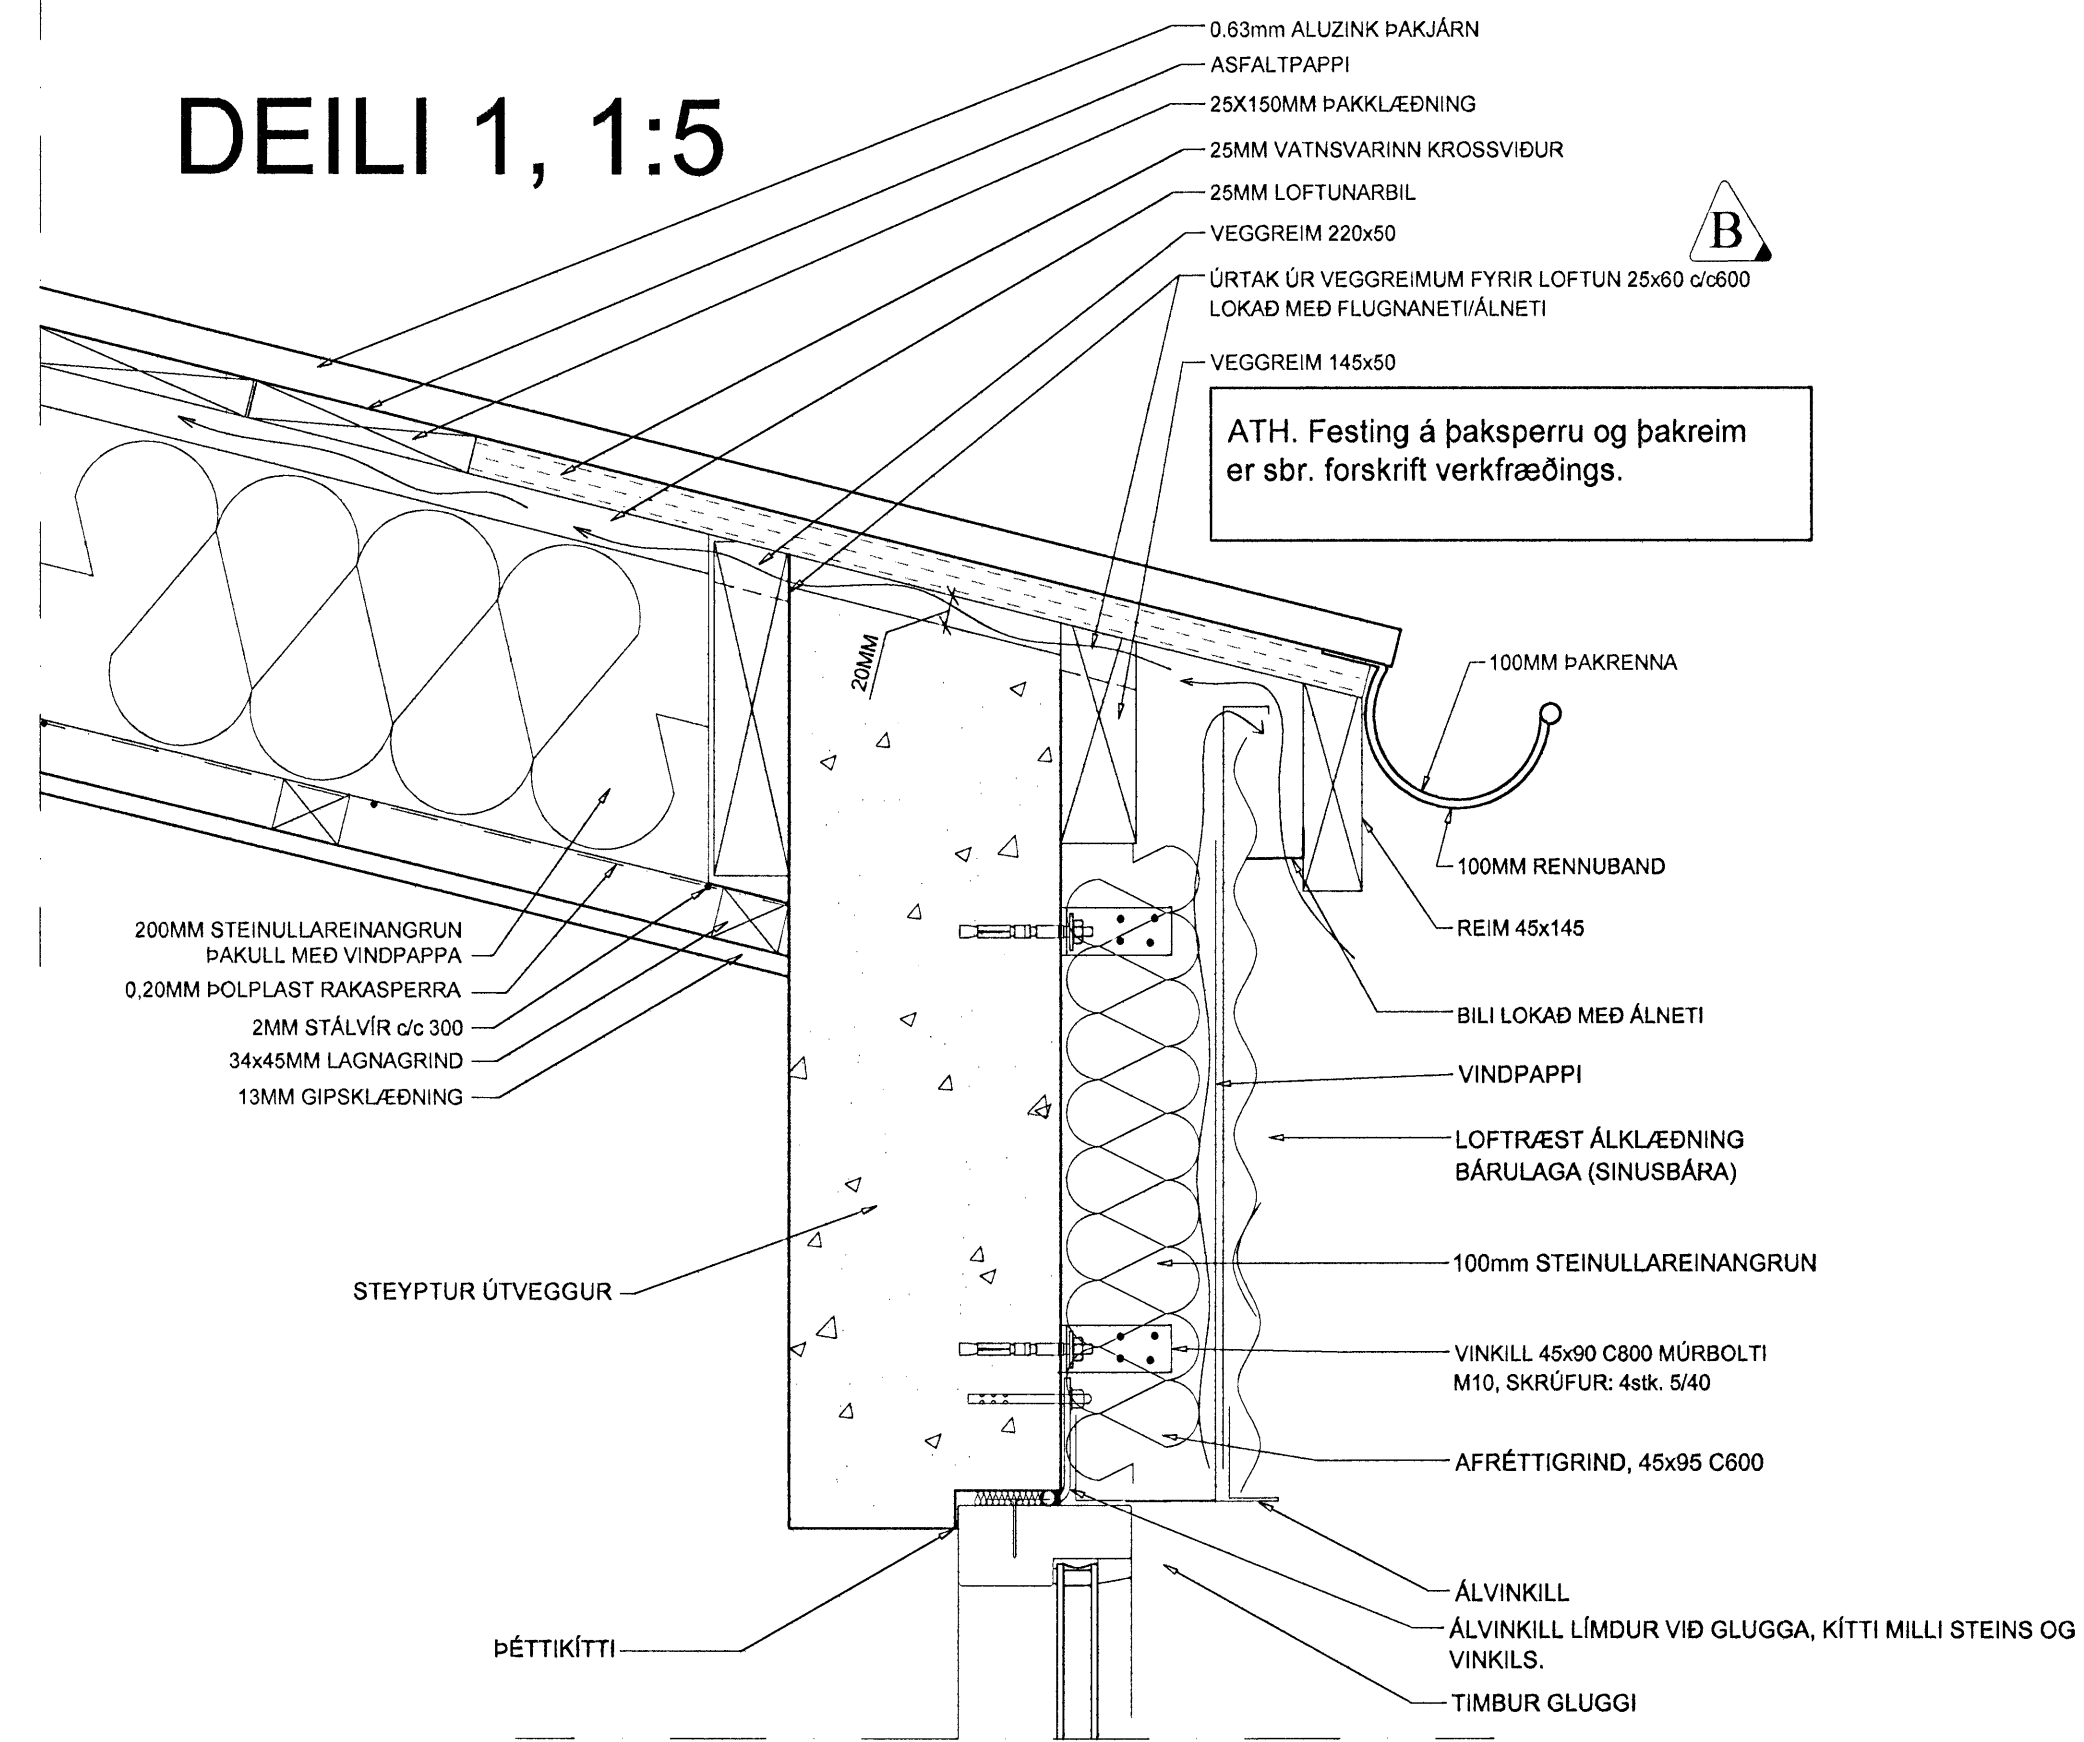 DEILI 1, 1:5
0.63mm ALUZINK ÞAKJÁRN
ASFALTPAPPI
25X150MM ÞAKKLÆÐNING
25MM VATNSVARINN KROSSVIÐUR
25MM LOFTUNARBIL
VEGGREIM 220x50
B
ÚRTAK ÚR VEGGREIMUM FYRIR LOFTUN 25x60 c/c600
LOKAÐ MEÐ FLUGNANETI/ÁLNETI
VEGGREIM 145x50
ATH. Festing á þaksperru og þakreim
er sbr. forskrift verkfræðings.
20MM
100MM ÞAKRENNA
100MM RENNUBAND
REIM 45x145
BILI LOKAÐ MEÐ ÁLNETI
VINDPAPPI
LOFTRÆST ÁLKLÆÐNING
BÁRULAGA (SINUSBÁRA)
100mm STEINULLAREINANGRUN
VINKILL 45x90 C800 MÚRBOLTI
M10, SKRÚFUR: 4stk. 5/40
AFRÉTTIGRIND, 45x95 C600
ÁLVINKILL
ÁLVINKILL LÍMDUR VIÐ GLUGGA, KÍTTI MILLI STEINS OG
VINKILS.
TIMBUR GLUGGI
200MM STEINULLAREINANGRUN
ÞAKULL MEÐ VINDPAPPA
0,20MM ÞOLPLAST RAKASPERRA
2MM STÁLVÍR c/c 300
34x45MM LAGNAGRIND
13MM GIPSKLÆÐNING
STEYPTUR ÚTVEGGUR
ÞÉTTIKÍTTI